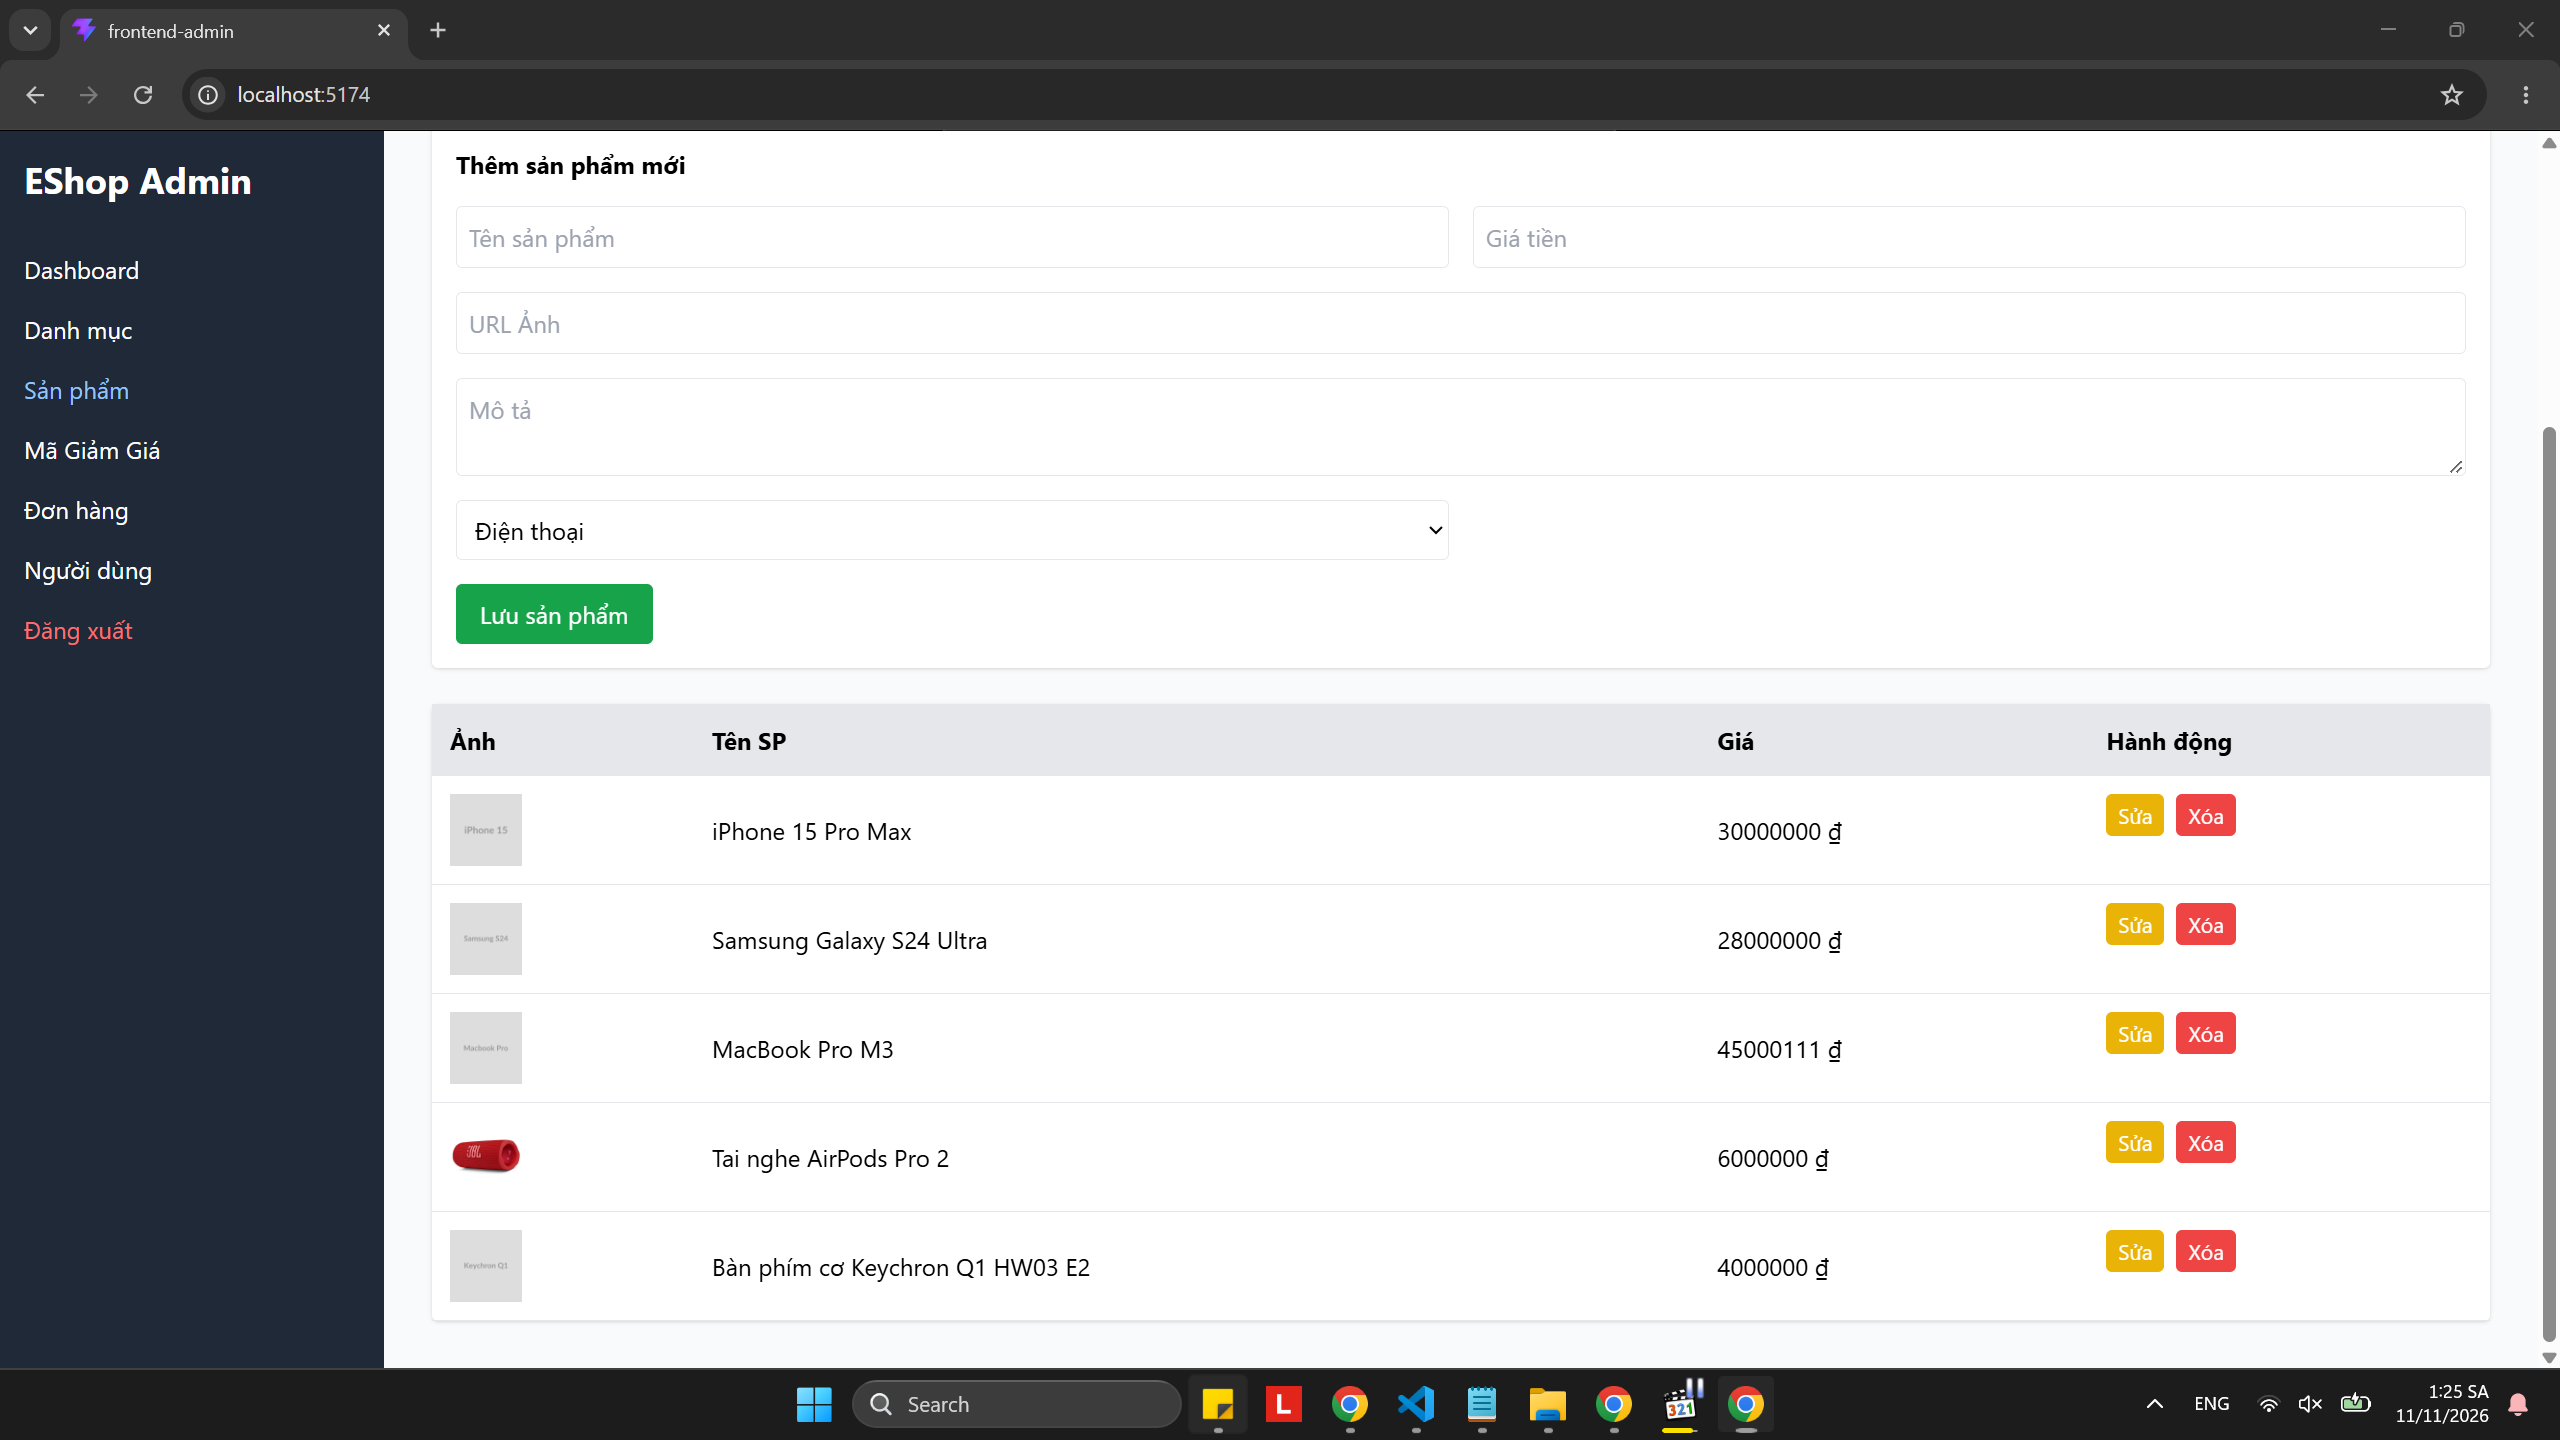 frontend-admin
localhost:5174
EShop Admin
Dashboard
Danh mục
Sản phẩm
Mã Giảm Giá
Đơn hàng
Người dùng
Đăng xuất
Thêm sản phẩm mới
Tên sản phẩm Giá tiền
URL Ảnh
Mô tả
Điện thoại
Lưu sản phẩm
Ảnh Tên SP Giá Hành động
iPhone 15 iPhone 15 Pro Max 30000000 ₫ Sửa Xóa
Samsung S24 Samsung Galaxy S24 Ultra 28000000 ₫ Sửa Xóa
Macbook Pro MacBook Pro M3 45000111 ₫ Sửa Xóa
JBL Tai nghe AirPods Pro 2 6000000 ₫ Sửa Xóa
Keychron Q1 Bàn phím cơ Keychron Q1 HW03 E2 4000000 ₫ Sửa Xóa
Search
L
321
ENG
1:25 SA
11/11/2026